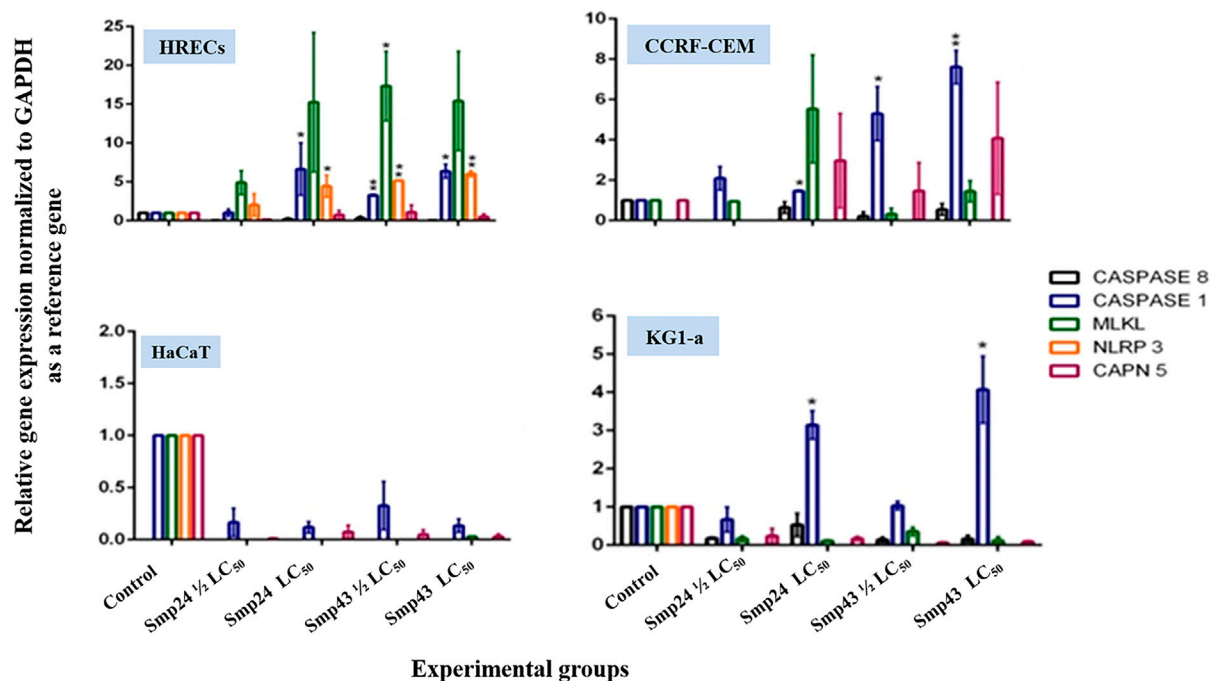 Relative gene expression normalized to GAPDH
as a reference gene
HRECs
25
20
15
10
5
0
*
*
*
**
**
*
**
CCRF-CEM
10
8
6
4
2
0
*
*
**
HaCaT
2.0
1.5
1.0
0.5
0.0
Control
Smp24 ½ LC₅₀
Smp24 LC₅₀
Smp43 ½ LC₅₀
Smp43 LC₅₀
KG1-a
6
5
4
3
2
1
0
*
*
Control
Smp24 ½ LC₅₀
Smp24 LC₅₀
Smp43 ½ LC₅₀
Smp43 LC₅₀
CASPASE 8
CASPASE 1
MLKL
NLRP 3
CAPN 5
Experimental groups